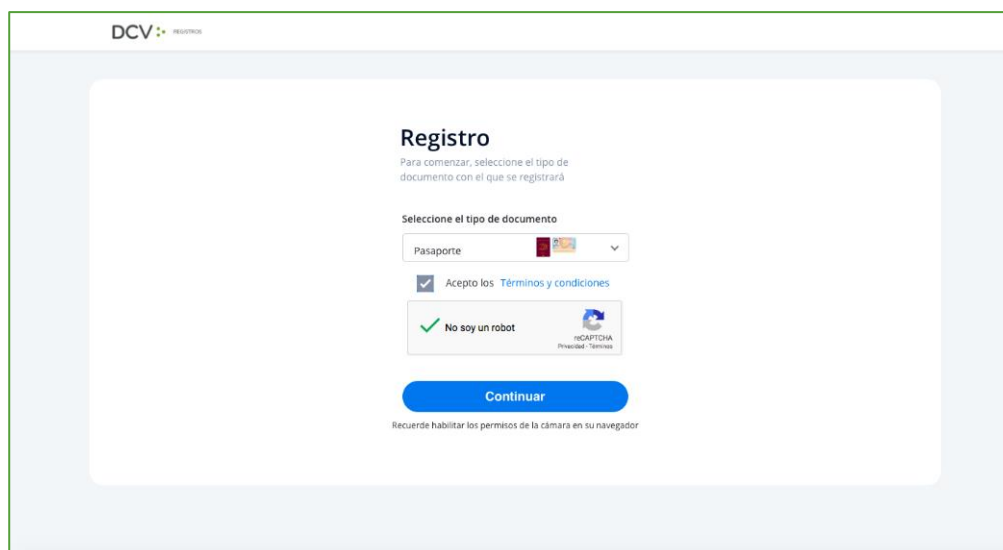 DCV REGISTROS
Registro
Para comenzar, seleccione el tipo de
documento con el que se registrará
Seleccione el tipo de documento
Pasaporte
Acepto los Términos y condiciones
No soy un robot
reCAPTCHA
Privacidad - Términos
Continuar
Recuerde habilitar los permisos de la cámara en su navegador